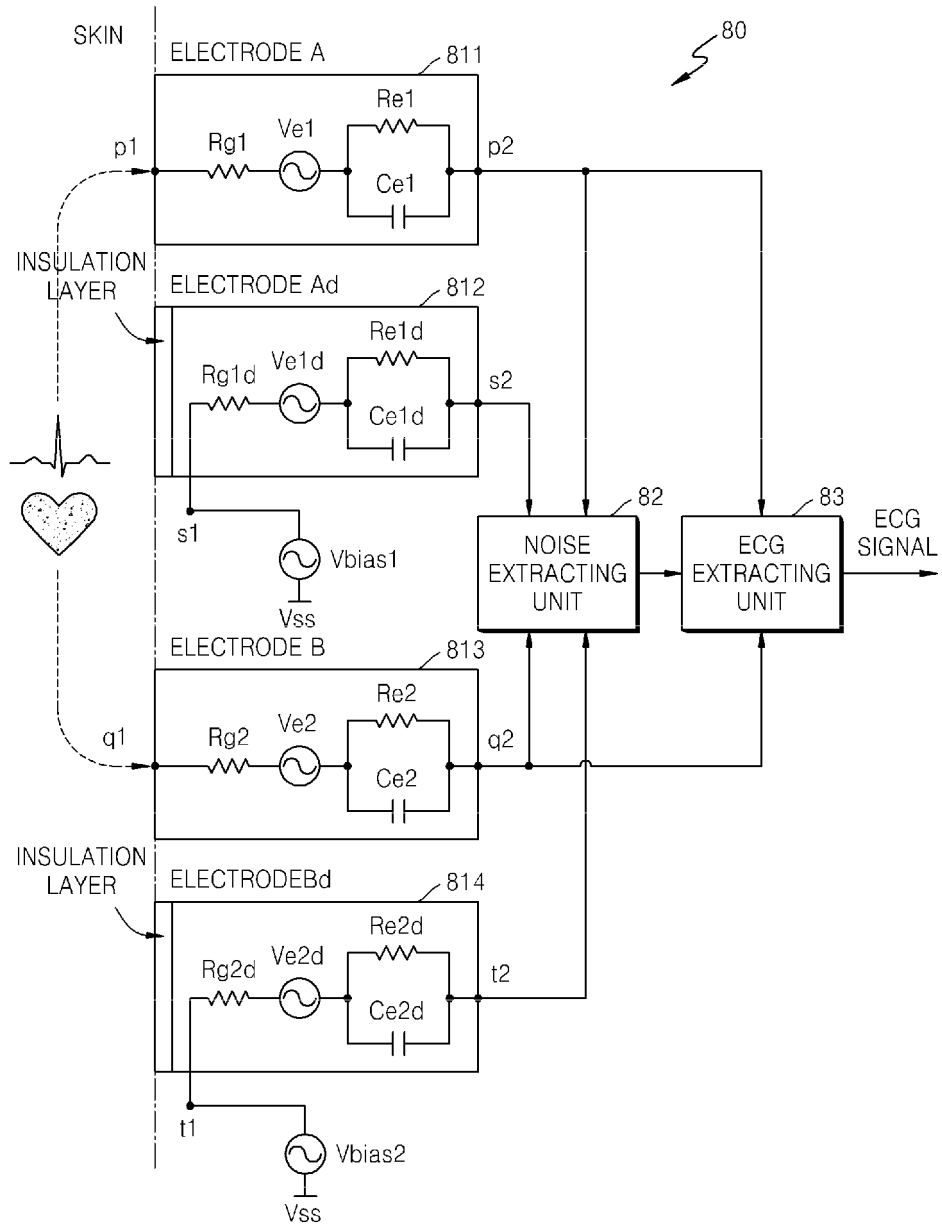 SKIN
80
ELECTRODE A
811
Re1
Rg1
Ve1
p1
p2
Ce1
INSULATION
LAYER
ELECTRODE Ad
812
Re1d
Rg1d
Ve1d
s2
Ce1d
s1
Vbias1
Vss
82
NOISE
EXTRACTING
UNIT
83
ECG
EXTRACTING
UNIT
ECG
SIGNAL
ELECTRODE B
813
Re2
Rg2
Ve2
q1
q2
Ce2
INSULATION
LAYER
ELECTRODEBd
814
Re2d
Rg2d
Ve2d
t2
Ce2d
t1
Vbias2
Vss